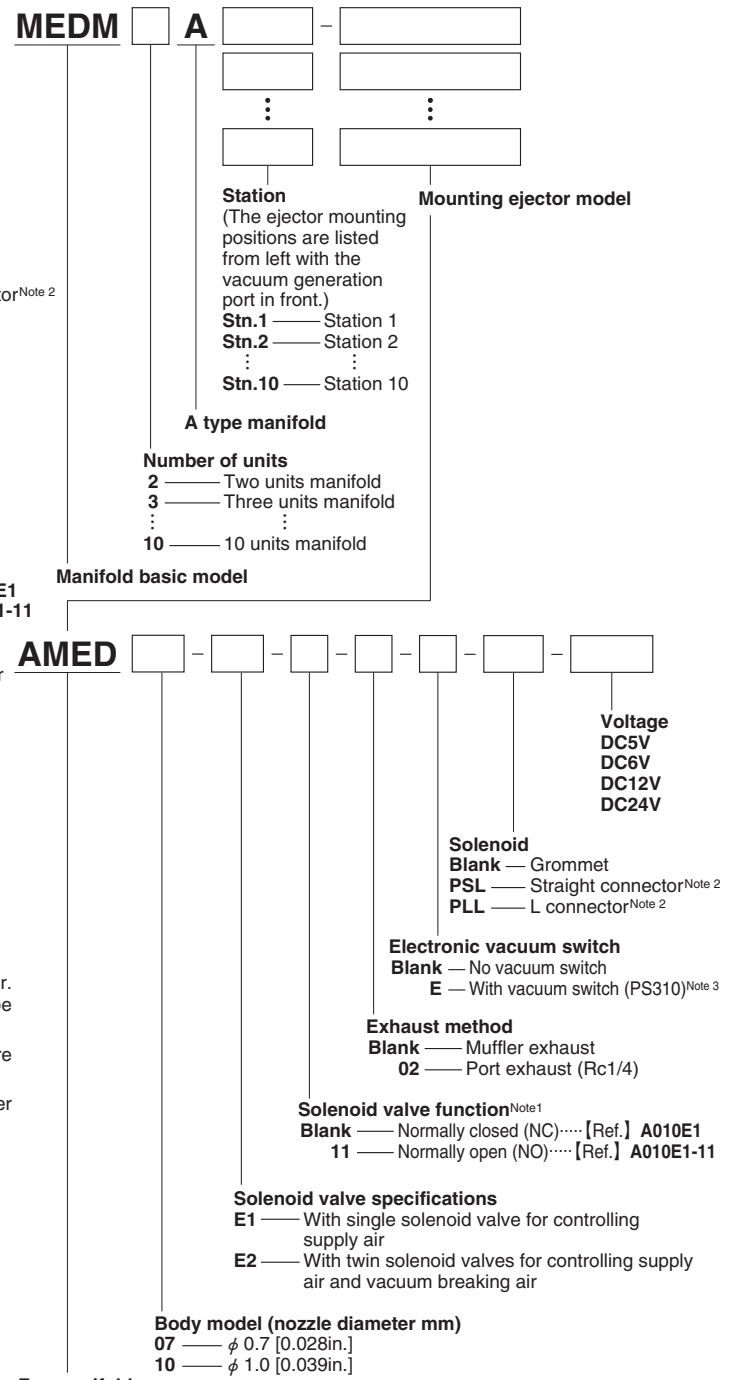 MEDM A –
Station
(The ejector mounting
positions are listed
from left with the
vacuum generation
port in front.)
Stn.1 Station 1
Stn.2 Station 2
⋮ ⋮
Stn.10 Station 10
Mounting ejector model
A type manifold
Number of units
2 Two units manifold
3 Three units manifold
⋮ ⋮
10 10 units manifold
Manifold basic model
Note 2
E1
1-11
AMED – – – – – –
Voltage
DC5V
DC6V
DC12V
DC24V
Solenoid
Blank — Grommet
PSL — Straight connectorNote 2
PLL — L connectorNote 2
Electronic vacuum switch
Blank — No vacuum switch
E — With vacuum switch (PS310)Note 3
Exhaust method
Blank — Muffler exhaust
02 — Port exhaust (Rc1/4)
Solenoid valve functionNote1
Blank — Normally closed (NC)·····【Ref.】 A010E1
11 — Normally open (NO)·····【Ref.】 A010E1-11
Solenoid valve specifications
E1 — With single solenoid valve for controlling
supply air
E2 — With twin solenoid valves for controlling supply
air and vacuum breaking air
Body model (nozzle diameter mm)
07 — φ 0.7 [0.028in.]
10 — φ 1.0 [0.039in.]